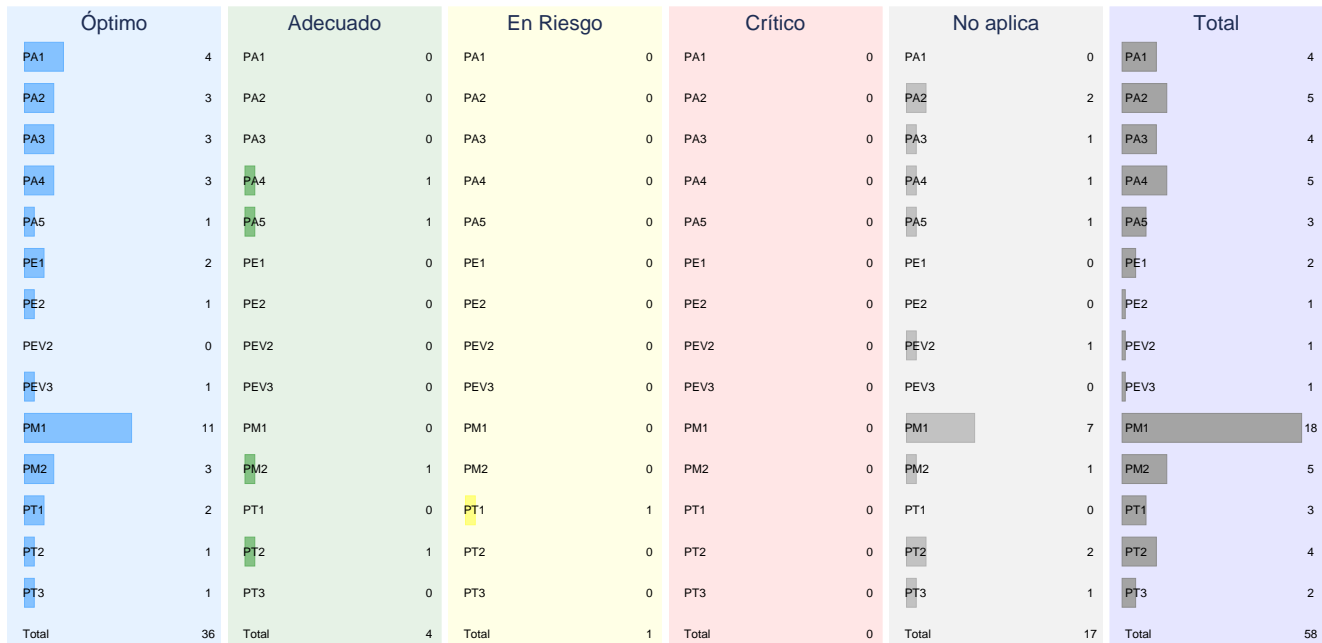 Óptimo Adecuado En Riesgo Crítico No aplica Total
PA1 4 PA1 0 PA1 0 PA1 0 PA1 0 PA1 4
PA2 3 PA2 0 PA2 0 PA2 0 PA2 2 PA2 5
PA3 3 PA3 0 PA3 0 PA3 0 PA3 1 PA3 4
PA4 3 PA4 1 PA4 0 PA4 0 PA4 1 PA4 5
PA5 1 PA5 1 PA5 0 PA5 0 PA5 1 PA5 3
PE1 2 PE1 0 PE1 0 PE1 0 PE1 0 PE1 2
PE2 1 PE2 0 PE2 0 PE2 0 PE2 0 PE2 1
PEV2 0 PEV2 0 PEV2 0 PEV2 0 PEV2 1 PEV2 1
PEV3 1 PEV3 0 PEV3 0 PEV3 0 PEV3 0 PEV3 1
PM1 11 PM1 0 PM1 0 PM1 0 PM1 7 PM1 18
PM2 3 PM2 1 PM2 0 PM2 0 PM2 1 PM2 5
PT1 2 PT1 0 PT1 1 PT1 0 PT1 0 PT1 3
PT2 1 PT2 1 PT2 0 PT2 0 PT2 2 PT2 4
PT3 1 PT3 0 PT3 0 PT3 0 PT3 1 PT3 2
Total 36 Total 4 Total 1 Total 0 Total 17 Total 58